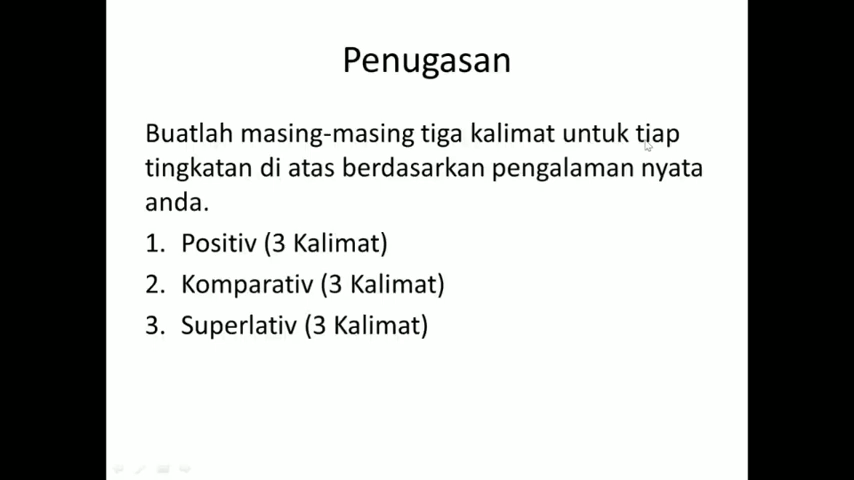 Penugasan
Buatlah masing-masing tiga kalimat untuk tiap
tingkatan di atas berdasarkan pengalaman nyata
anda.
1. Positiv (3 Kalimat)
2. Komparativ (3 Kalimat)
3. Superlativ (3 Kalimat)